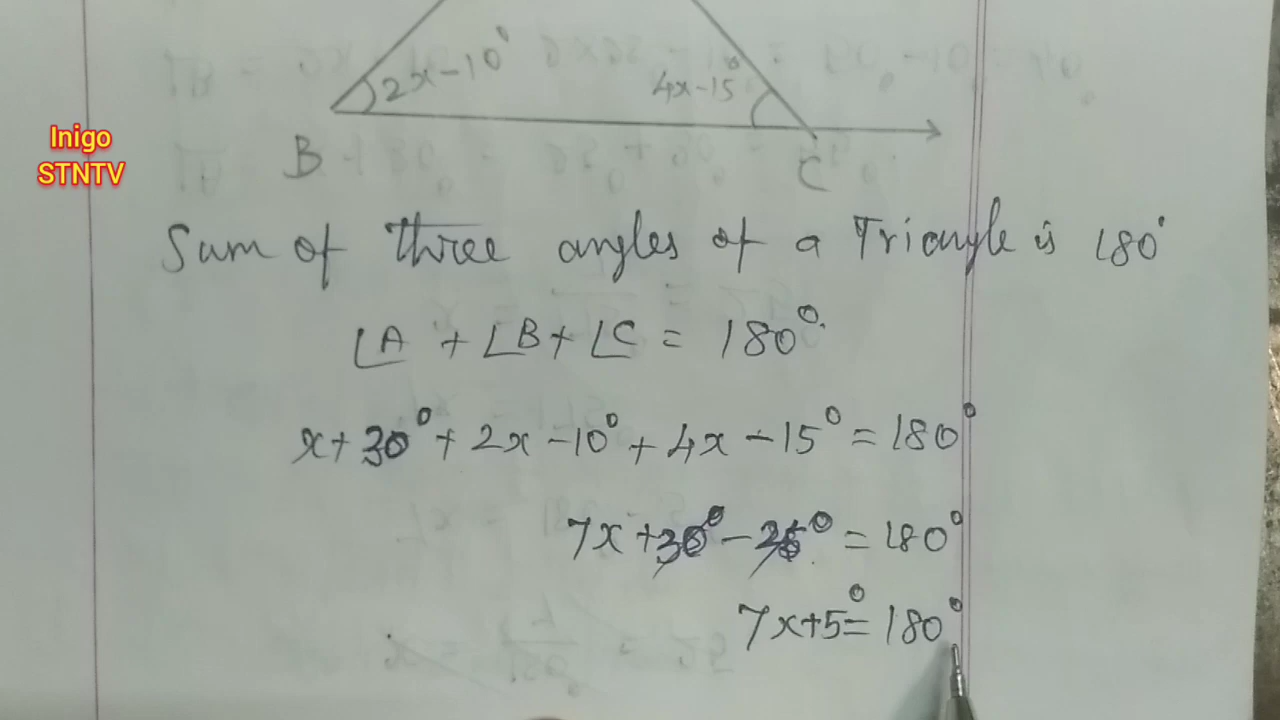 2x-10°
4x-15°
Inigo
STNTV
B
C
Sum of three angles of a Triangle is 180°
∠A + ∠B + ∠C = 180°
x+30°+2x-10°+4x-15°=180°
7x+30°-25°=180°
7x+5°=180°